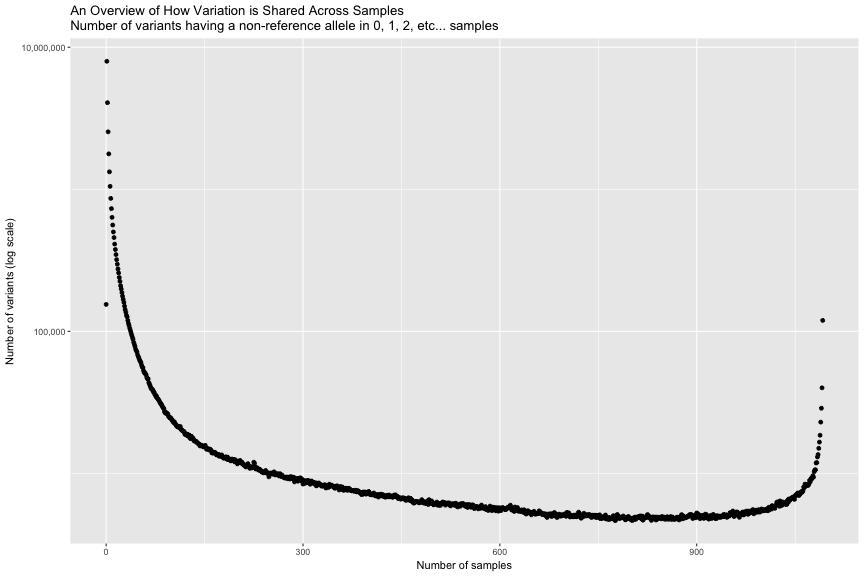 An Overview of How Variation is Shared Across Samples
Number of variants having a non-reference allele in 0, 1, 2, etc... samples
10,000,000
100,000
Number of variants (log scale)
0 300 600 900
Number of samples